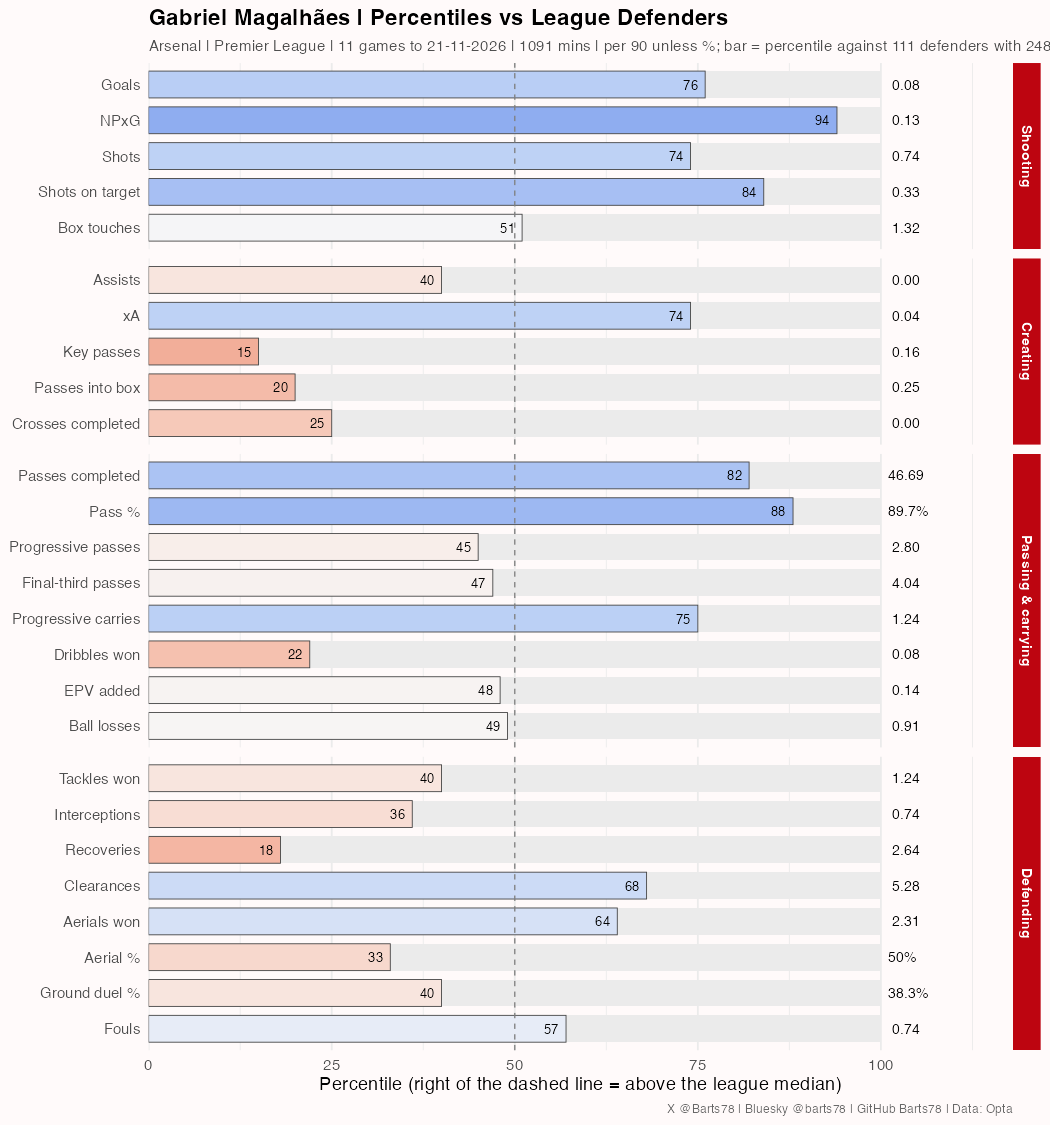 Gabriel Magalhães | Percentiles vs League Defenders
Arsenal | Premier League | 11 games to 21-11-2026 | 1091 mins | per 90 unless %; bar = percentile against 111 defenders with 248
Goals 76 0.08
NPxG 94 0.13
Shots 74 0.74
Shots on target 84 0.33
Box touches 51 1.32
Shooting
Assists 40 0.00
xA 74 0.04
Key passes 15 0.16
Passes into box 20 0.25
Crosses completed 25 0.00
Creating
Passes completed 82 46.69
Pass % 88 89.7%
Progressive passes 45 2.80
Final-third passes 47 4.04
Progressive carries 75 1.24
Dribbles won 22 0.08
EPV added 48 0.14
Ball losses 49 0.91
Passing & carrying
Tackles won 40 1.24
Interceptions 36 0.74
Recoveries 18 2.64
Clearances 68 5.28
Aerials won 64 2.31
Aerial % 33 50%
Ground duel % 40 38.3%
Fouls 57 0.74
Defending
0 25 50 75 100
Percentile (right of the dashed line = above the league median)
X @Barts78 | Bluesky @barts78 | GitHub Barts78 | Data: Opta